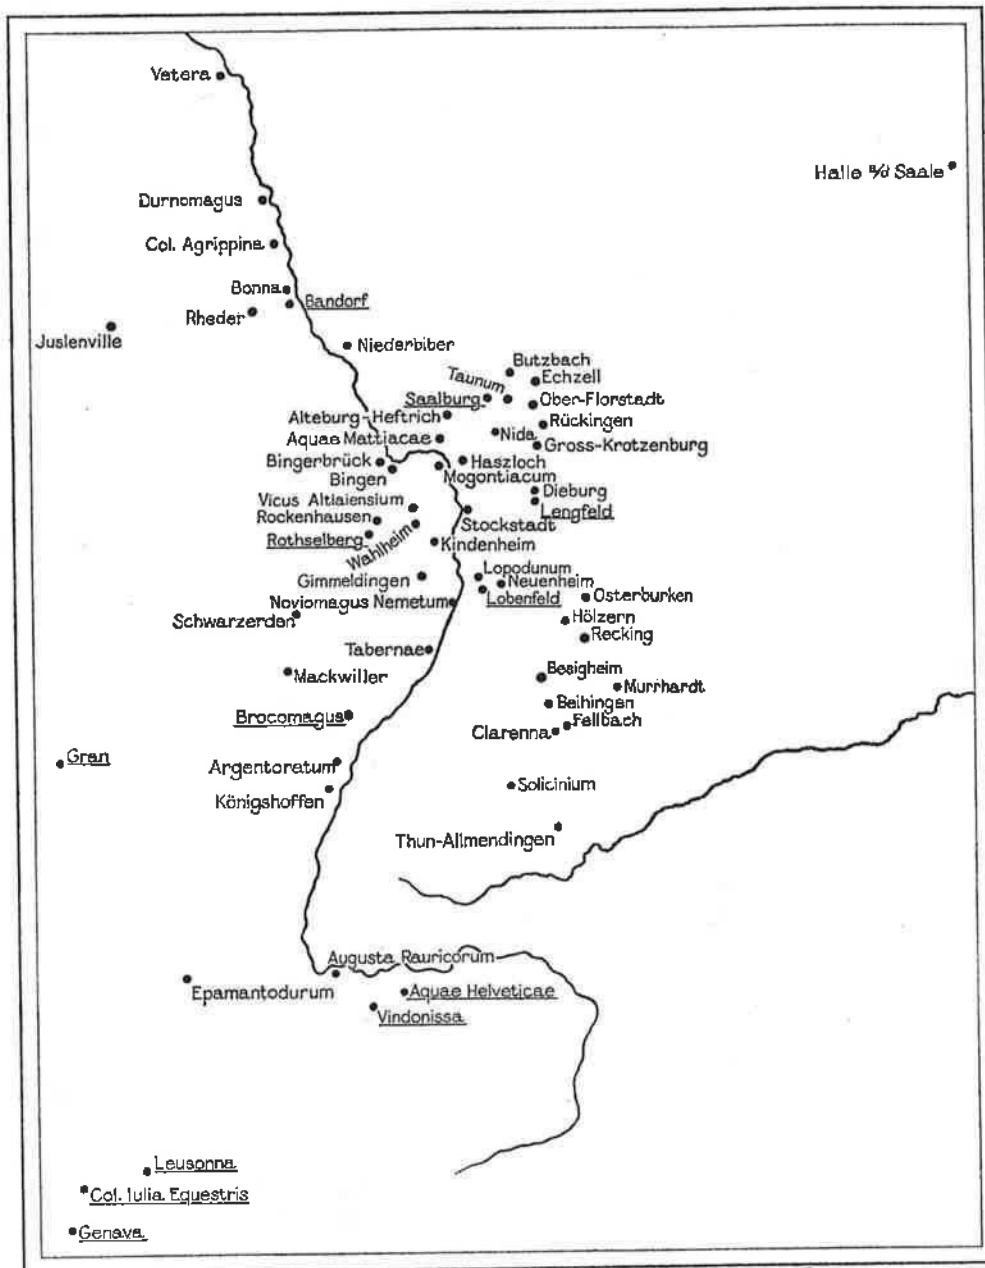 Vetera
Halle a/d Saale
Durnomagus
Col. Agrippina
Bonna
Bandorf
Rheder
Juslenville
Niederbiber
Butzbach
Taunum
Echzell
Saalburg
Ober-Florstadt
Alteburg-Heftrich
Rückingen
Nida
Aquae Mattiacae
Gross-Krotzenburg
Bingerbrück
Haszloch
Bingen
Mogontiacum
Dieburg
Vicus Altiaiensium
Lengfeld
Rockenhausen
Stockstadt
Rothselberg
Wahlheim
Kindenheim
Lopodunum
Gimmeldingen
Neuenheim
Lobenfeld
Osterburken
Noviomagus Nemetum
Schwarzerden
Hölzern
Recking
Tabernae
Mackwiller
Besigheim
Murrhardt
Brocomagus
Beihingen
Fellbach
Clarenna
Gran
Argentoratum
Königshoffen
Solicinium
Thun-Allmendingen
Augusta Rauricorum
Epamantodurum
Aquae Helveticae
Vindonissa
Leusonna
Col. Iulia Equestris
Genava